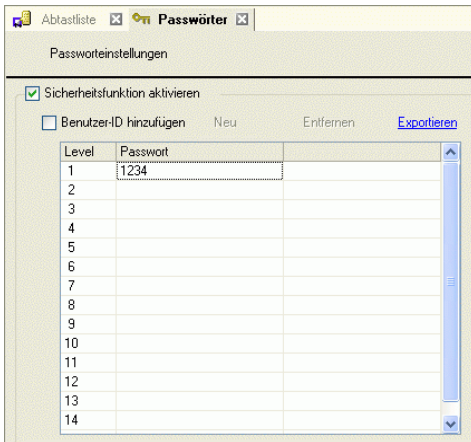 Abtastliste Passwörter
Passworteinstellungen
Sicherheitsfunktion aktivieren
Benutzer-ID hinzufügen Neu Entfernen Exportieren
Level Passwort
1 1234
2
3
4
5
6
7
8
9
10
11
12
13
14